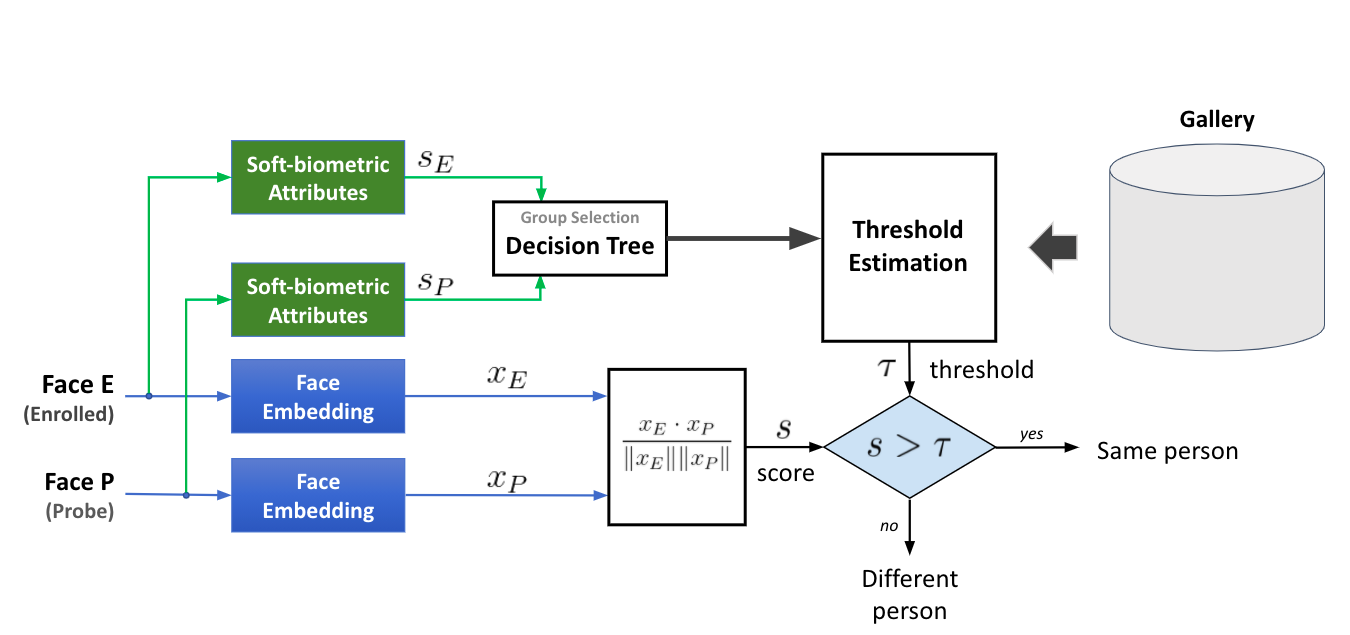 Gallery
Soft-biometric
Attributes
s_E
Group Selection
Decision Tree
Threshold
Estimation
Soft-biometric
Attributes
s_P
τ threshold
Face E
(Enrolled)
Face
Embedding
x_E
Face P
(Probe)
Face
Embedding
x_P
x_E · x_P
‖x_E‖‖x_P‖
s
score
s > τ
yes
Same person
no
Different
person